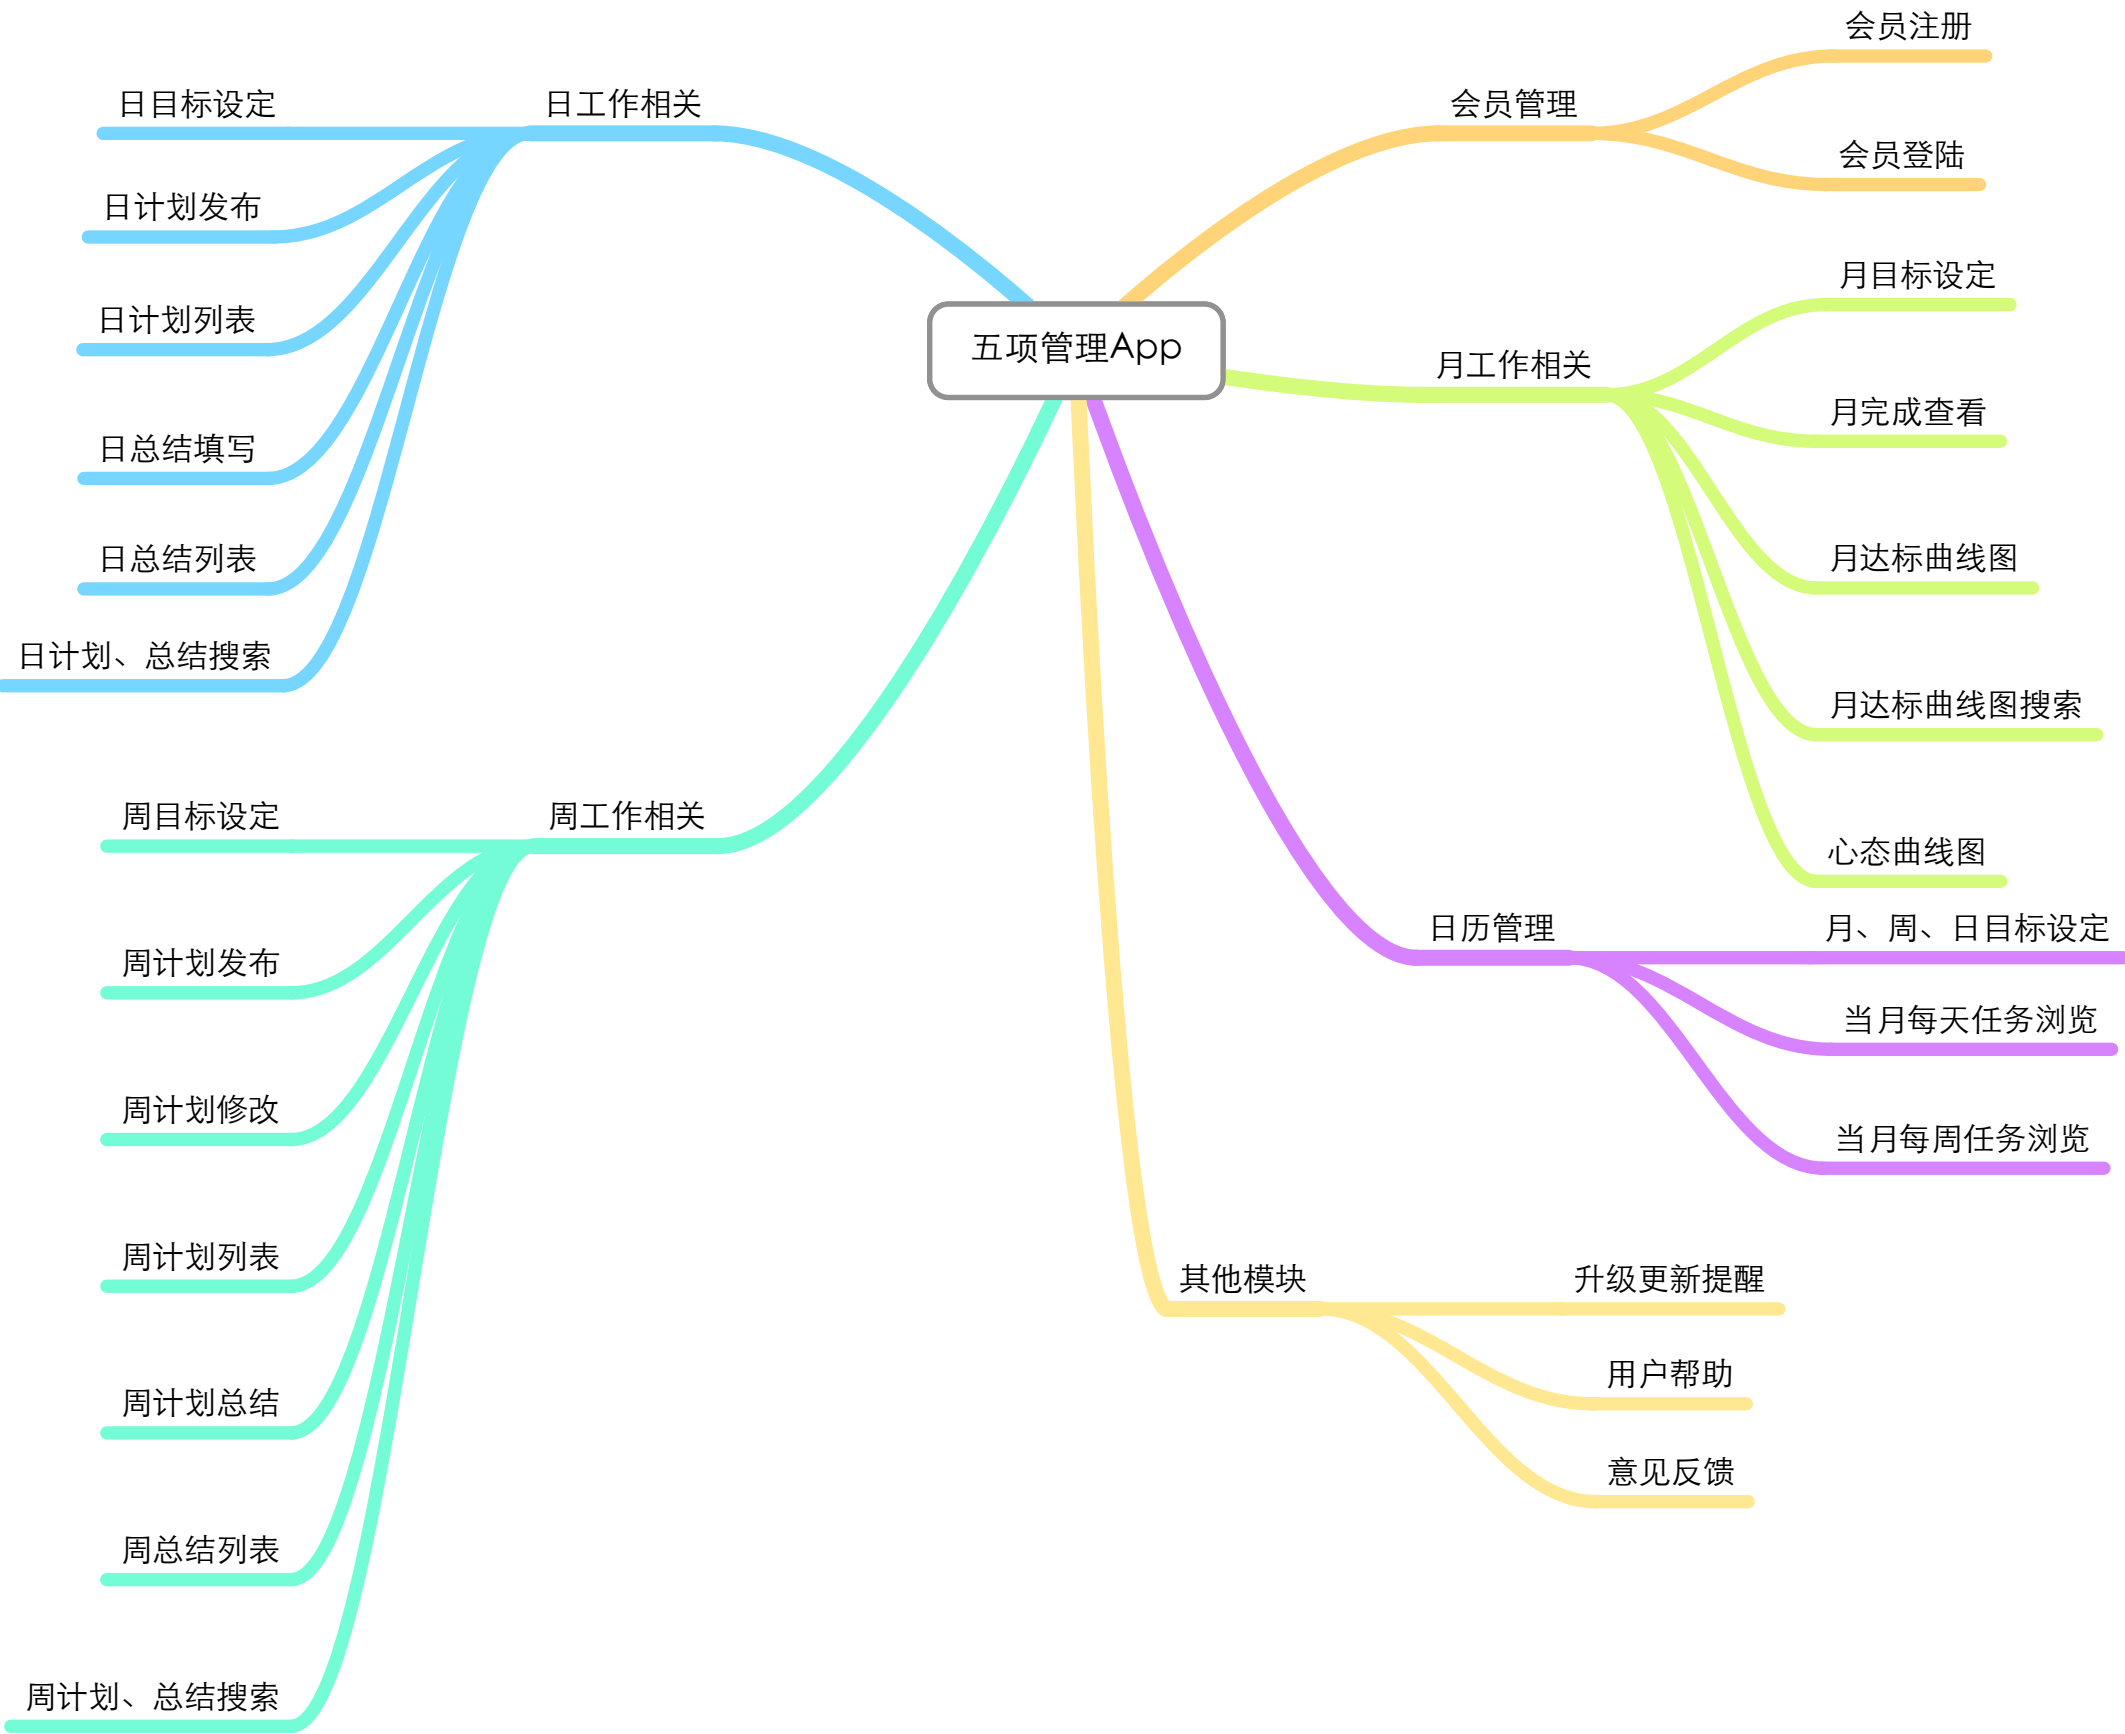 五项管理App
会员管理
会员注册
会员登陆
月工作相关
月目标设定
月完成查看
月达标曲线图
月达标曲线图搜索
心态曲线图
日历管理
月、周、日目标设定
当月每天任务浏览
当月每周任务浏览
其他模块
升级更新提醒
用户帮助
意见反馈
日工作相关
日目标设定
日计划发布
日计划列表
日总结填写
日总结列表
日计划、总结搜索
周工作相关
周目标设定
周计划发布
周计划修改
周计划列表
周计划总结
周总结列表
周计划、总结搜索